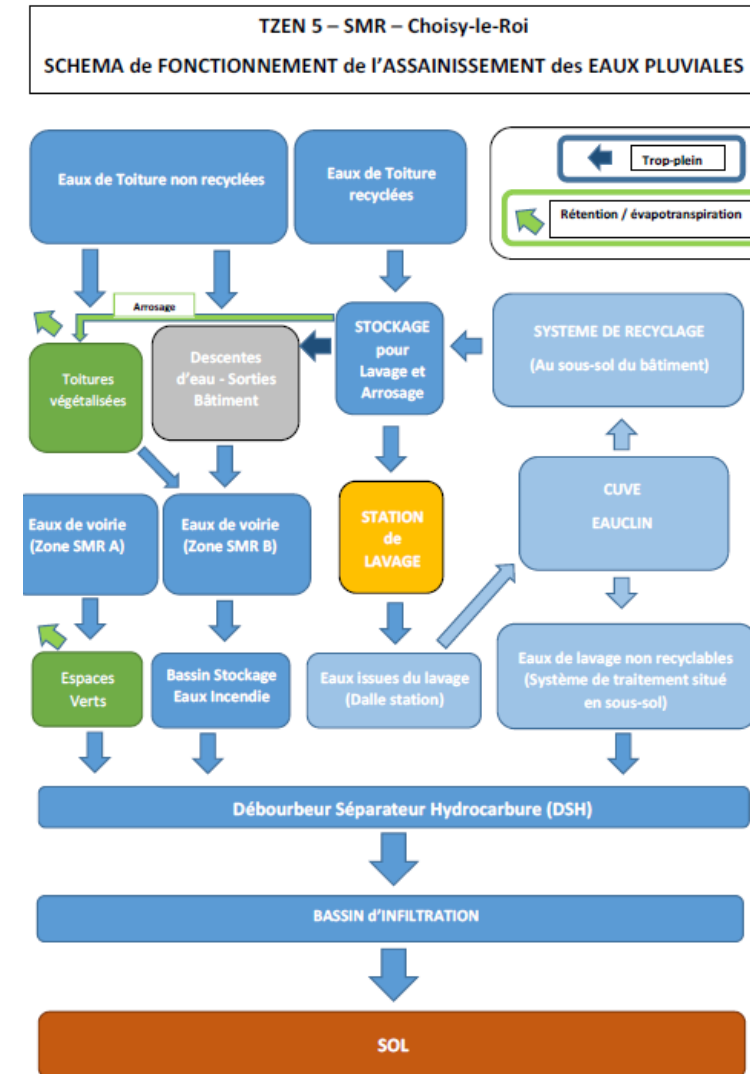 TZEN 5 – SMR – Choisy-le-Roi
SCHEMA de FONCTIONNEMENT de l'ASSAINISSEMENT des EAUX PLUVIALES
Eaux de Toiture non recyclées
Eaux de Toiture
recyclées
Trop-plein
Rétention / évapotranspiration
Arrosage
Toitures
végétalisées
Descentes
d'eau - Sorties
Bâtiment
STOCKAGE
pour
Lavage et
Arrosage
SYSTEME DE RECYCLAGE
(Au sous-sol du bâtiment)
Eaux de voirie
(Zone SMR A)
Eaux de voirie
(Zone SMR B)
STATION
de
LAVAGE
CUVE
EAUCLIN
Espaces
Verts
Bassin Stockage
Eaux Incendie
Eaux issues du lavage
(Dalle station)
Eaux de lavage non recyclables
(Système de traitement situé
en sous-sol)
Débourbeur Séparateur Hydrocarbure (DSH)
BASSIN d'INFILTRATION
SOL